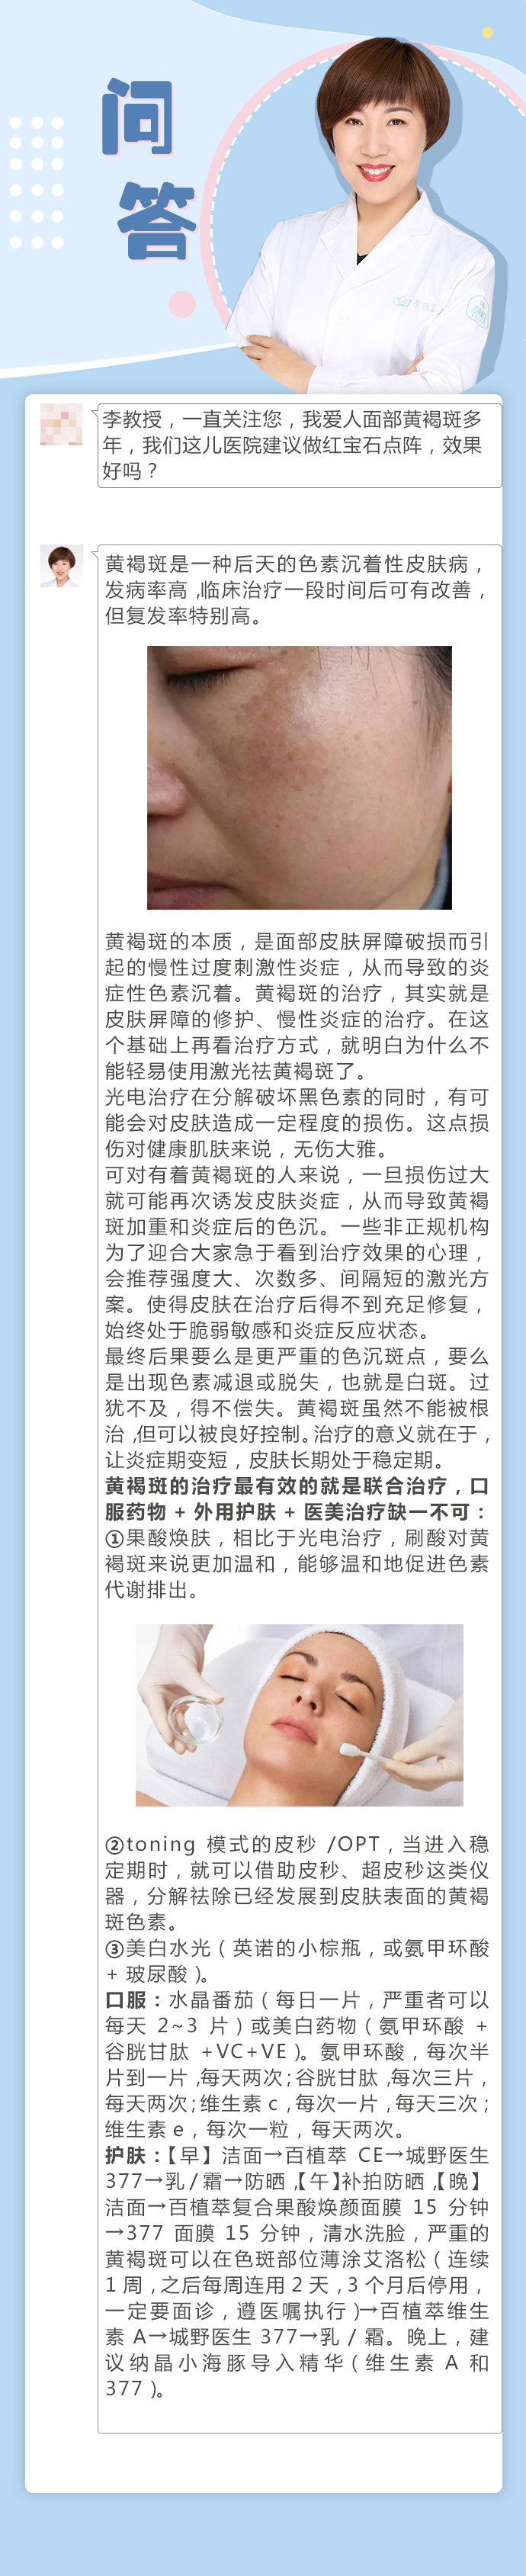 问
答
李教授，一直关注您，我爱人面部黄褐斑多
年，我们这儿医院建议做红宝石点阵，效果
好吗？
黄褐斑是一种后天的色素沉着性皮肤病，
发病率高，临床治疗一段时间后可有改善，
但复发率特别高。
黄褐斑的本质，是面部皮肤屏障破损而引
起的慢性过度刺激性炎症，从而导致的炎
症性色素沉着。黄褐斑的治疗，其实就是
皮肤屏障的修护、慢性炎症的治疗。在这
个基础上再看治疗方式，就明白为什么不
能轻易使用激光祛黄褐斑了。
光电治疗在分解破坏黑色素的同时，有可
能会对皮肤造成一定程度的损伤。这点损
伤对健康肌肤来说，无伤大雅。
可对有着黄褐斑的人来说，一旦损伤过大
就可能再次诱发皮肤炎症，从而导致黄褐
斑加重和炎症后的色沉。一些非正规机构
为了迎合大家急于看到治疗效果的心理，
会推荐强度大、次数多、间隔短的激光方
案。使得皮肤在治疗后得不到充足修复，
始终处于脆弱敏感和炎症反应状态。
最终后果要么是更严重的色沉斑点，要么
是出现色素减退或脱失，也就是白斑。过
犹不及，得不偿失。黄褐斑虽然不能被根
治，但可以被良好控制。治疗的意义就在于，
让炎症期变短，皮肤长期处于稳定期。
黄褐斑的治疗最有效的就是联合治疗，口
服药物 + 外用护肤 + 医美治疗缺一不可：
①果酸焕肤，相比于光电治疗，刷酸对黄
褐斑来说更加温和，能够温和地促进色素
代谢排出。
②toning 模式的皮秒 /OPT，当进入稳
定期时，就可以借助皮秒、超皮秒这类仪
器，分解祛除已经发展到皮肤表面的黄褐
斑色素。
③美白水光（英诺的小棕瓶，或氨甲环酸
+ 玻尿酸）。
口服：水晶番茄（每日一片，严重者可以
每天 2~3 片）或美白药物（氨甲环酸 +
谷胱甘肽 +VC+VE）。氨甲环酸，每次半
片到一片，每天两次；谷胱甘肽，每次三片，
每天两次；维生素 c，每次一片，每天三次；
维生素 e，每次一粒，每天两次。
护肤：【早】洁面→百植萃 CE→城野医生
377→乳 / 霜→防晒，【午】补拍防晒，【晚】
洁面→百植萃复合果酸焕颜面膜 15 分钟
→377 面膜 15 分钟，清水洗脸，严重的
黄褐斑可以在色斑部位薄涂艾洛松（连续
1 周，之后每周连用 2 天，3 个月后停用，
一定要面诊，遵医嘱执行）→百植萃维生
素 A→城野医生 377→乳 / 霜。晚上，建
议纳晶小海豚导入精华（维生素 A 和
377）。